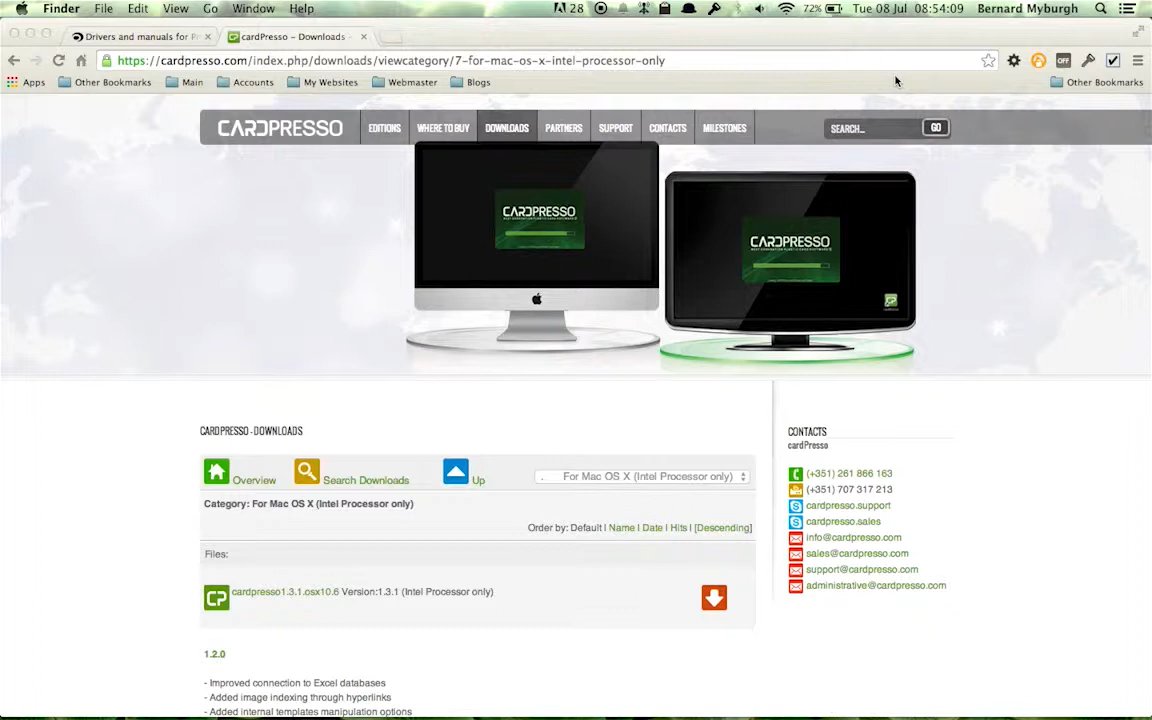 Finder File Edit View Go Window Help 28 72% Tue 08 Jul 08:54:09 Bernard Myburgh
Drivers and manuals for P cardPresso - Downloads -
https://cardpresso.com/index.php/downloads/viewcategory/7-for-mac-os-x-intel-processor-only OFF
Apps Other Bookmarks Main Accounts My Websites Webmaster Blogs Other Bookmarks
CARDPRESSO EDITIONS WHERE TO BUY DOWNLOADS PARTNERS SUPPORT CONTACTS MILESTONES SEARCH... GO
CARDPRESSO
CARDPRESSO
CARDPRESSO - DOWNLOADS
Overview Search Downloads Up . For Mac OS X (Intel Processor only)
Category: For Mac OS X (Intel Processor only)
Order by: Default | Name | Date | Hits | [Descending]
Files:
CP cardpresso1.3.1.osx10.6 Version:1.3.1 (Intel Processor only)
1.2.0
- Improved connection to Excel databases
- Added image indexing through hyperlinks
- Added internal templates manipulation options
CONTACTS
cardPresso
(+351) 261 866 163
(+351) 707 317 213
cardpresso.support
cardpresso.sales
info@cardpresso.com
sales@cardpresso.com
support@cardpresso.com
administrative@cardpresso.com